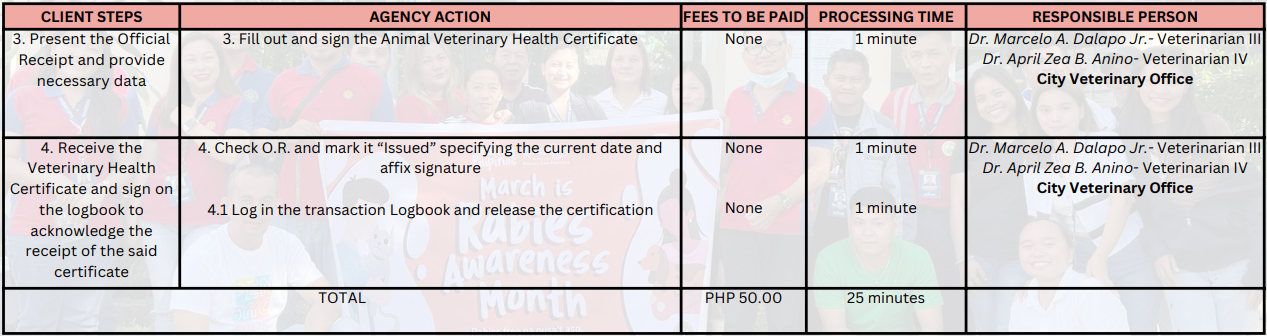 CLIENT STEPS AGENCY ACTION FEES TO BE PAID PROCESSING TIME RESPONSIBLE PERSON
3. Present the Official
Receipt and provide
necessary data
3. Fill out and sign the Animal Veterinary Health Certificate
None
1 minute
Dr. Marcelo A. Dalapo Jr.- Veterinarian III
Dr. April Zea B. Anino- Veterinarian IV
City Veterinary Office
4. Receive the
Veterinary Health
Certificate and sign on
the logbook to
acknowledge the
receipt of the said
certificate
4. Check O.R. and mark it “Issued” specifying the current date and
affix signature
4.1 Log in the transaction Logbook and release the certification
None
None
1 minute
1 minute
Dr. Marcelo A. Dalapo Jr.- Veterinarian III
Dr. April Zea B. Anino- Veterinarian IV
City Veterinary Office
TOTAL PHP 50.00 25 minutes
March is
Rabies
Awareness
Month